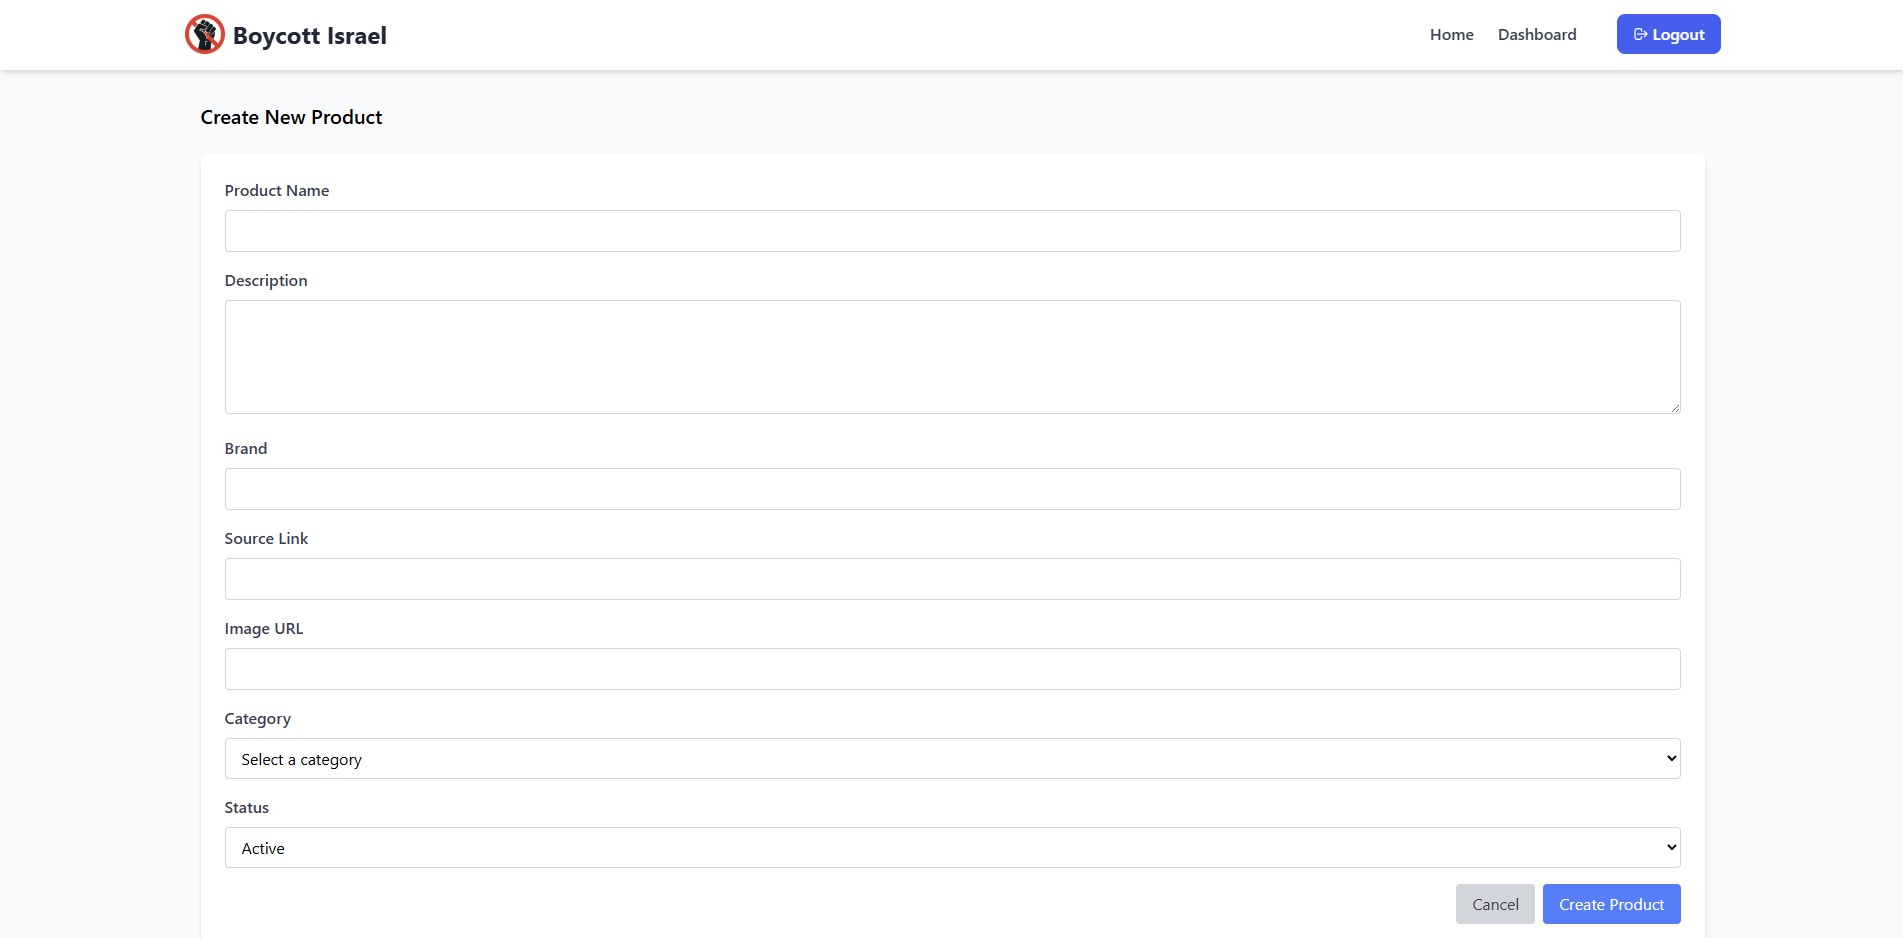 Boycott Israel
Home
Dashboard
Logout
Create New Product
Product Name
Description
Brand
Source Link
Image URL
Category
Select a category
Status
Active
Cancel
Create Product